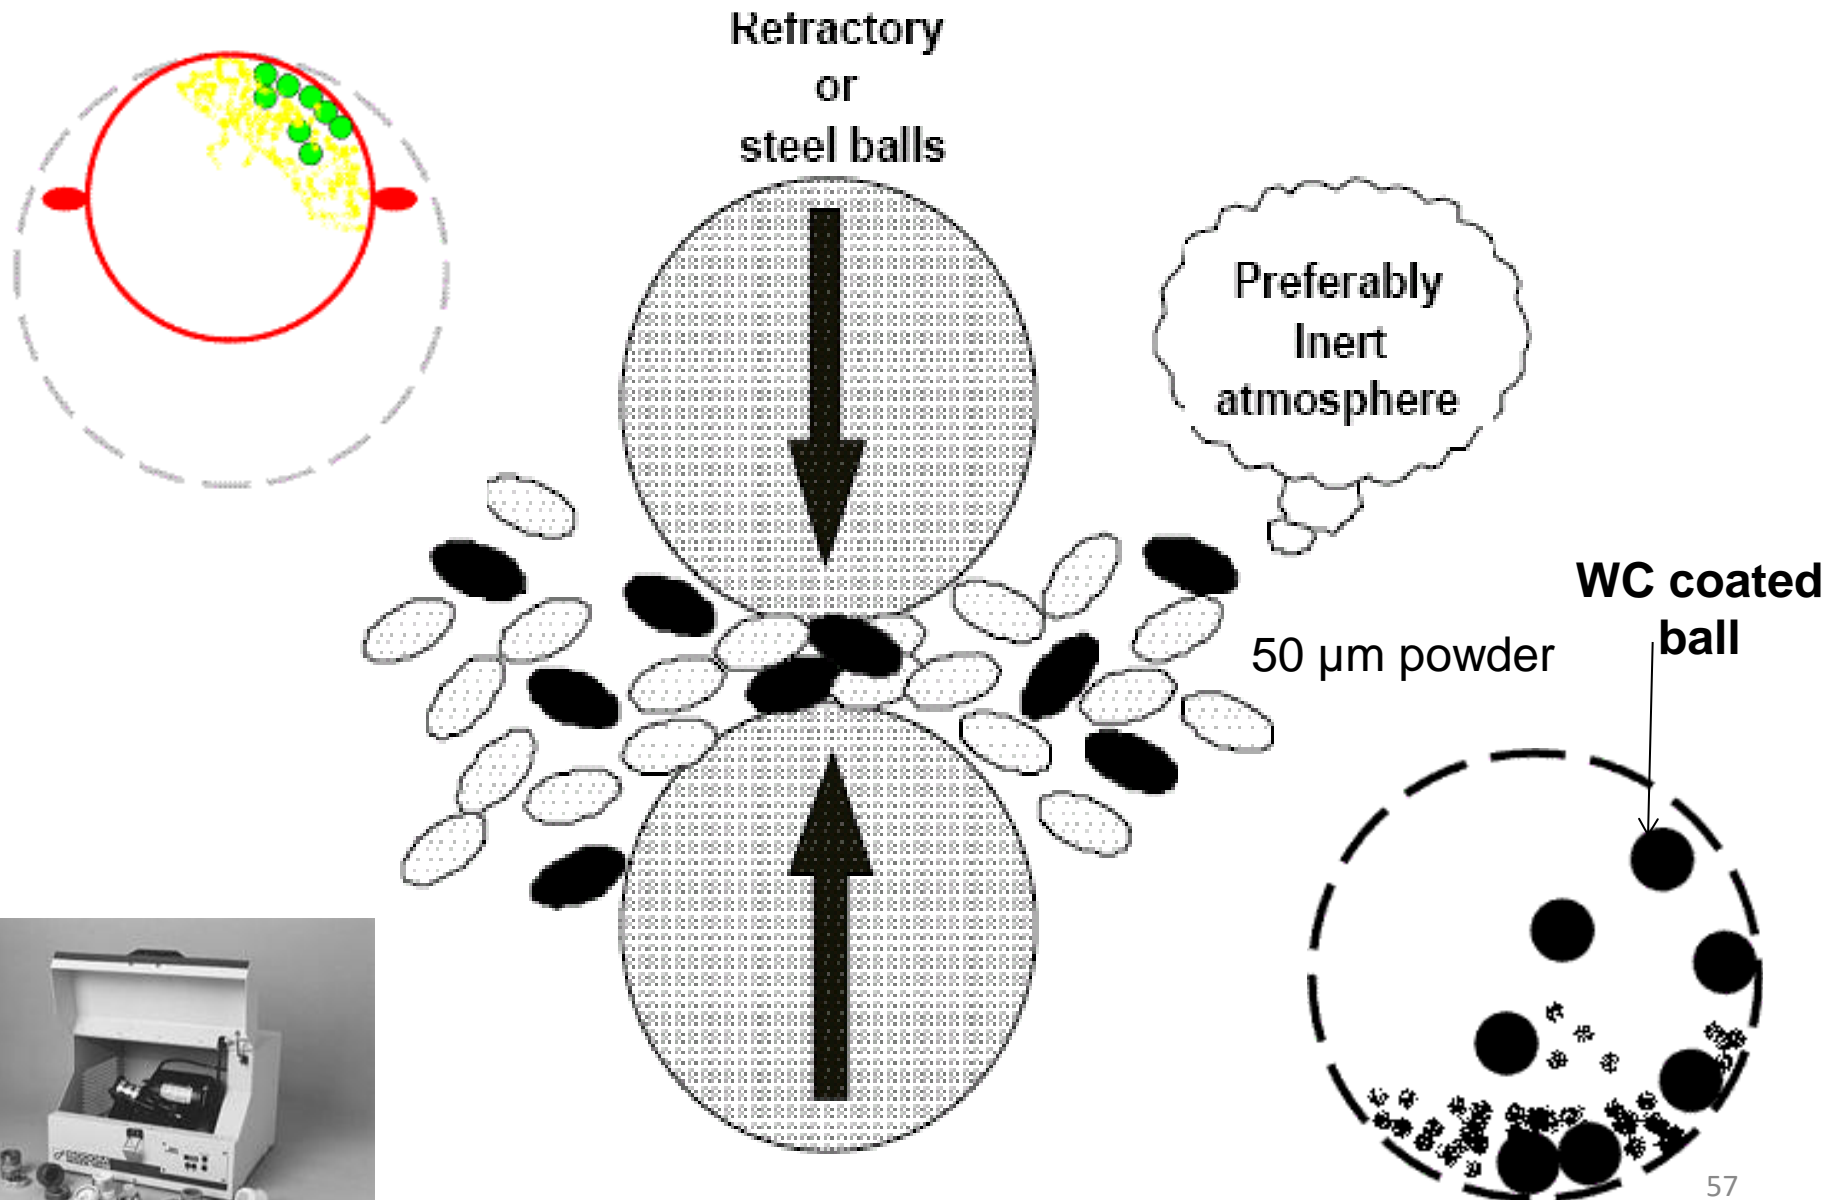 Refractory
or
steel balls
Preferably
Inert
atmosphere
WC coated
ball
50 µm powder
57